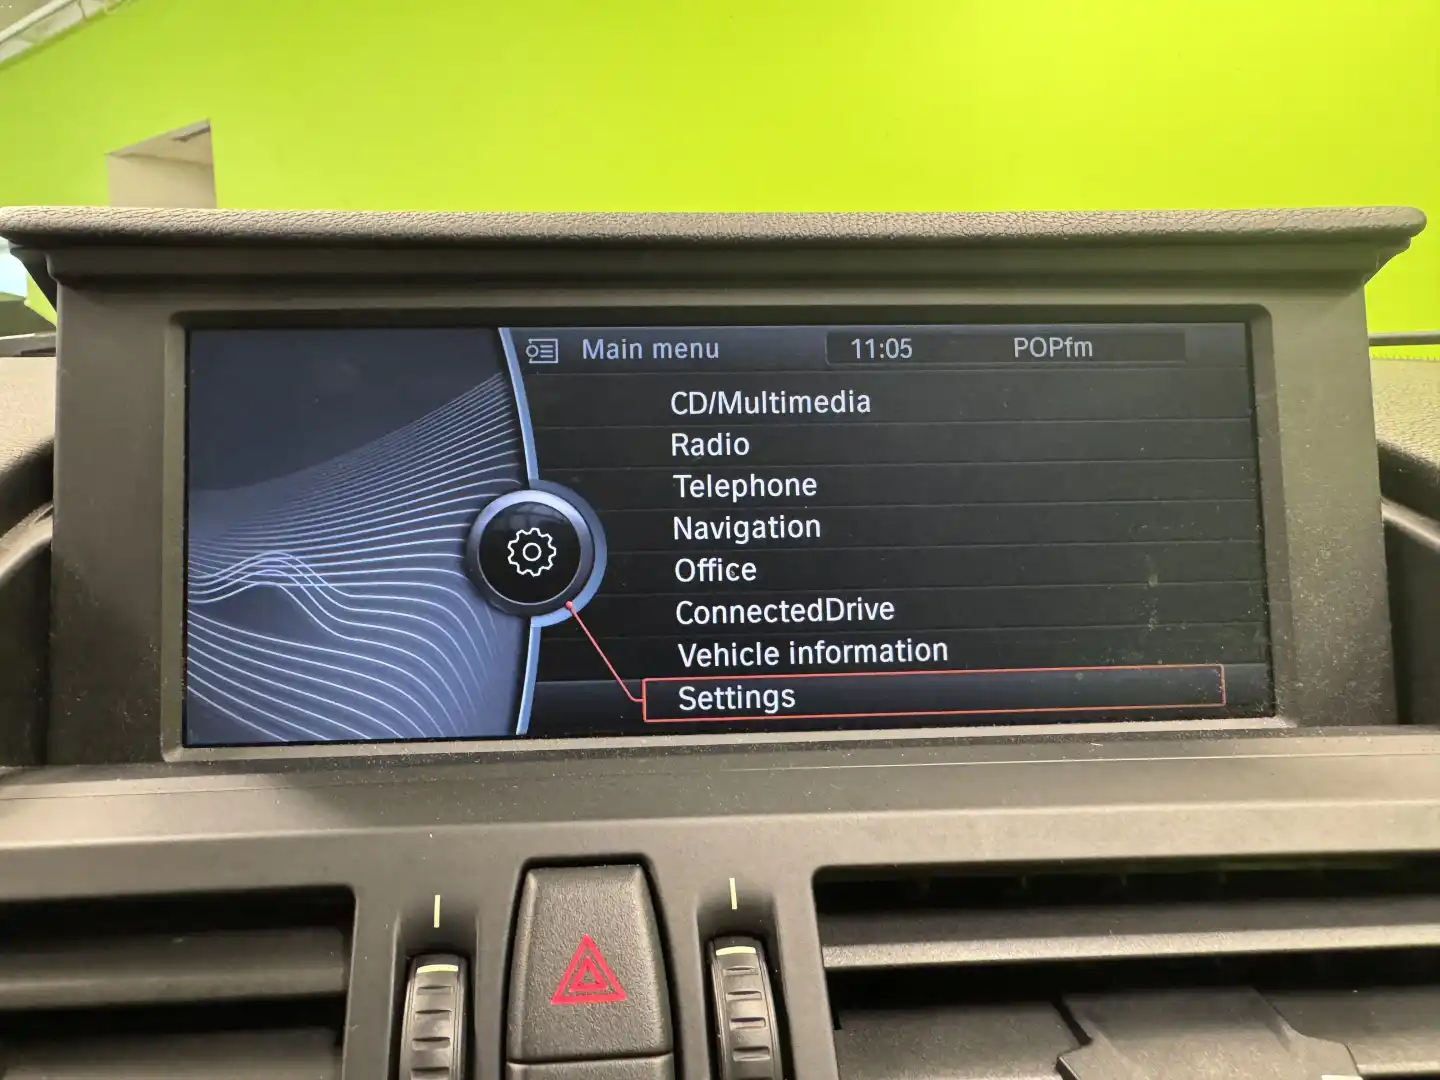 Main menu 11:05 POPfm
CD/Multimedia
Radio
Telephone
Navigation
Office
ConnectedDrive
Vehicle information
Settings